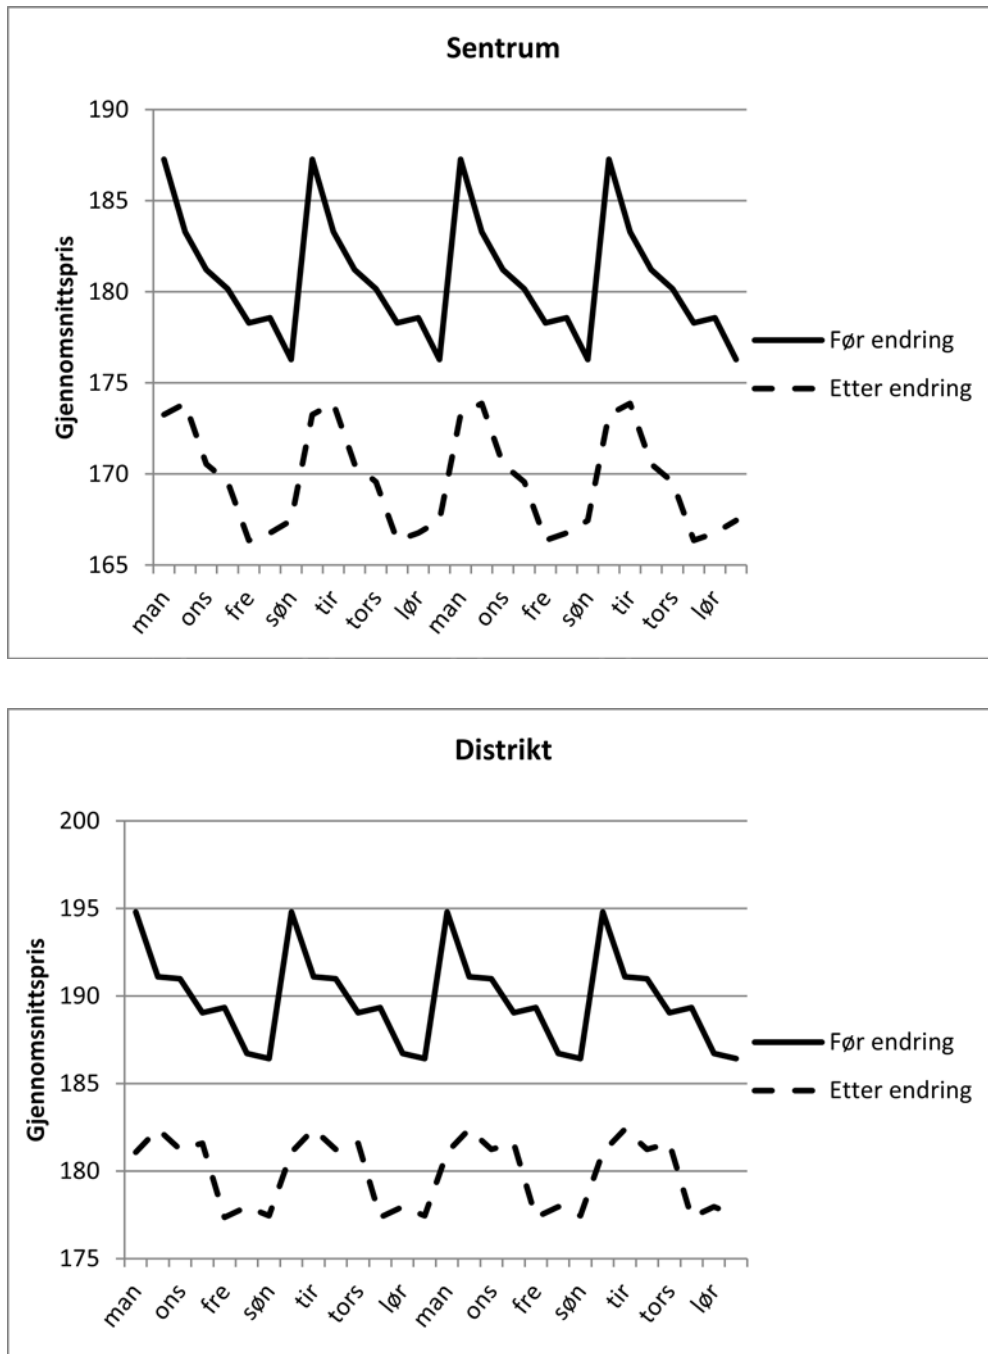 Sentrum
190
185
180
175
170
165
Gjennomsnittspris
man
ons
fre
søn
tir
tors
lør
man
ons
fre
søn
tir
tors
lør
Før endring
Etter endring
Distrikt
200
195
190
185
180
175
Gjennomsnittspris
man
ons
fre
søn
tir
tors
lør
man
ons
fre
søn
tir
tors
lør
Før endring
Etter endring